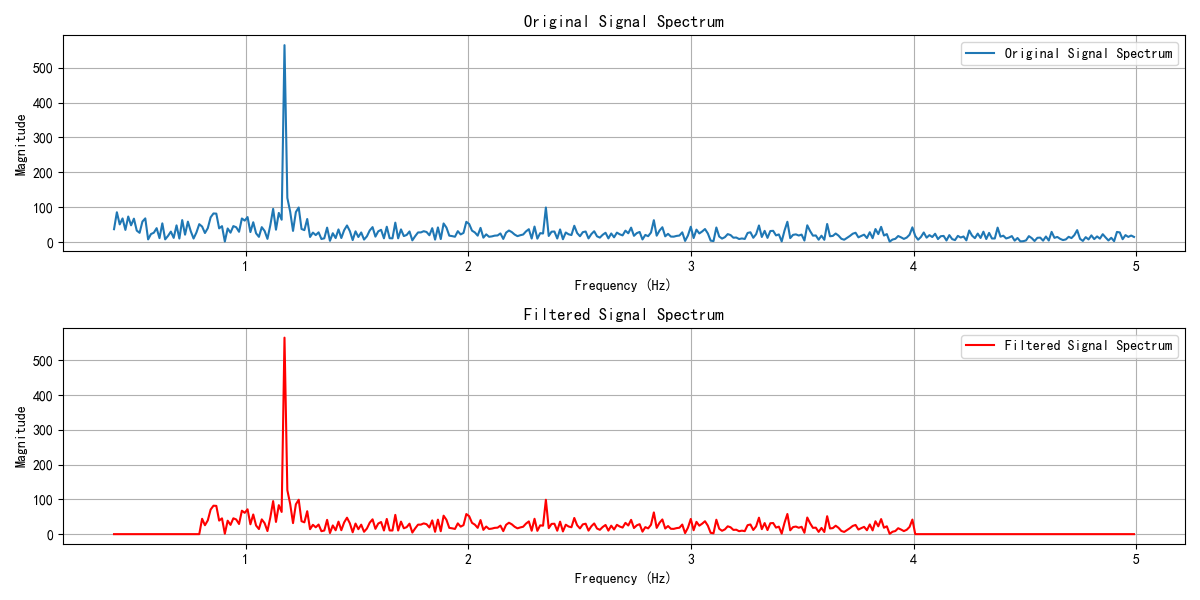 Original Signal Spectrum
Original Signal Spectrum
Magnitude
500
400
300
200
100
0
1
2
3
4
5
Frequency (Hz)
Filtered Signal Spectrum
Filtered Signal Spectrum
Magnitude
500
400
300
200
100
0
1
2
3
4
5
Frequency (Hz)